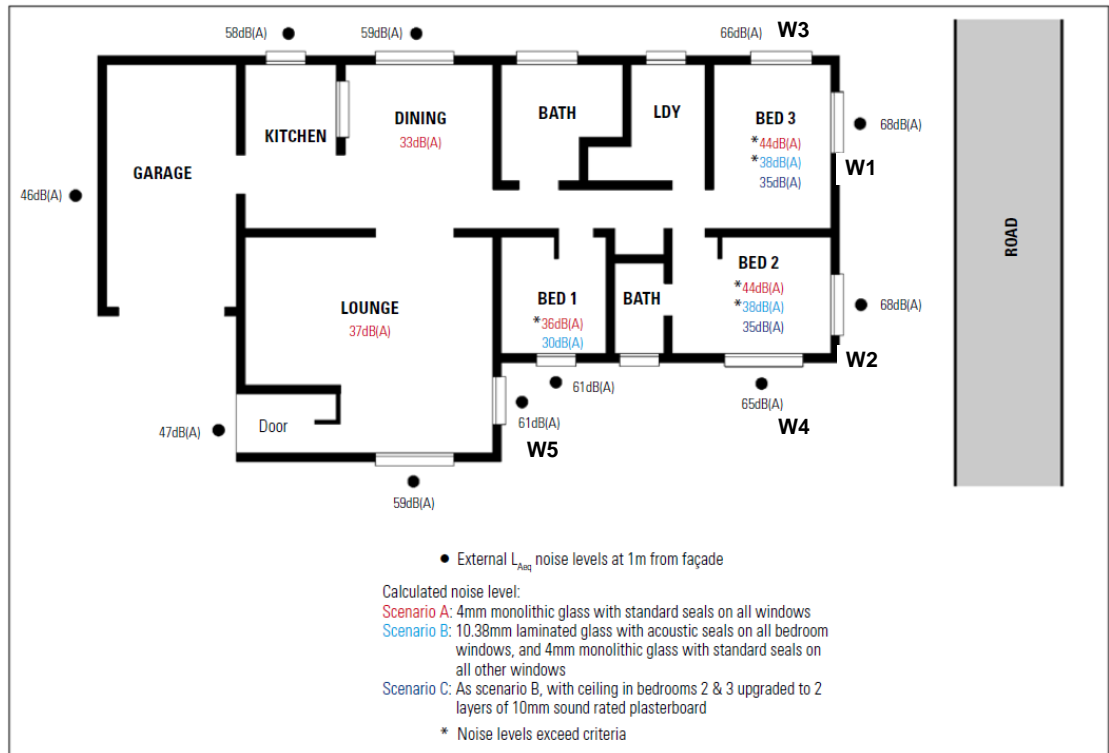 58dB(A)
59dB(A)
66dB(A)
W3
KITCHEN
DINING
33dB(A)
BATH
LDY
BED 3
*44dB(A)
*38dB(A)
35dB(A)
68dB(A)
W1
GARAGE
46dB(A)
ROAD
LOUNGE
37dB(A)
BED 1
*36dB(A)
30dB(A)
BATH
BED 2
*44dB(A)
*38dB(A)
35dB(A)
68dB(A)
W2
61dB(A)
65dB(A)
W4
61dB(A)
W5
47dB(A)
Door
59dB(A)
● External LAeq noise levels at 1m from façade
Calculated noise level:
Scenario A: 4mm monolithic glass with standard seals on all windows
Scenario B: 10.38mm laminated glass with acoustic seals on all bedroom
windows, and 4mm monolithic glass with standard seals on
all other windows
Scenario C: As scenario B, with ceiling in bedrooms 2 & 3 upgraded to 2
layers of 10mm sound rated plasterboard
* Noise levels exceed criteria